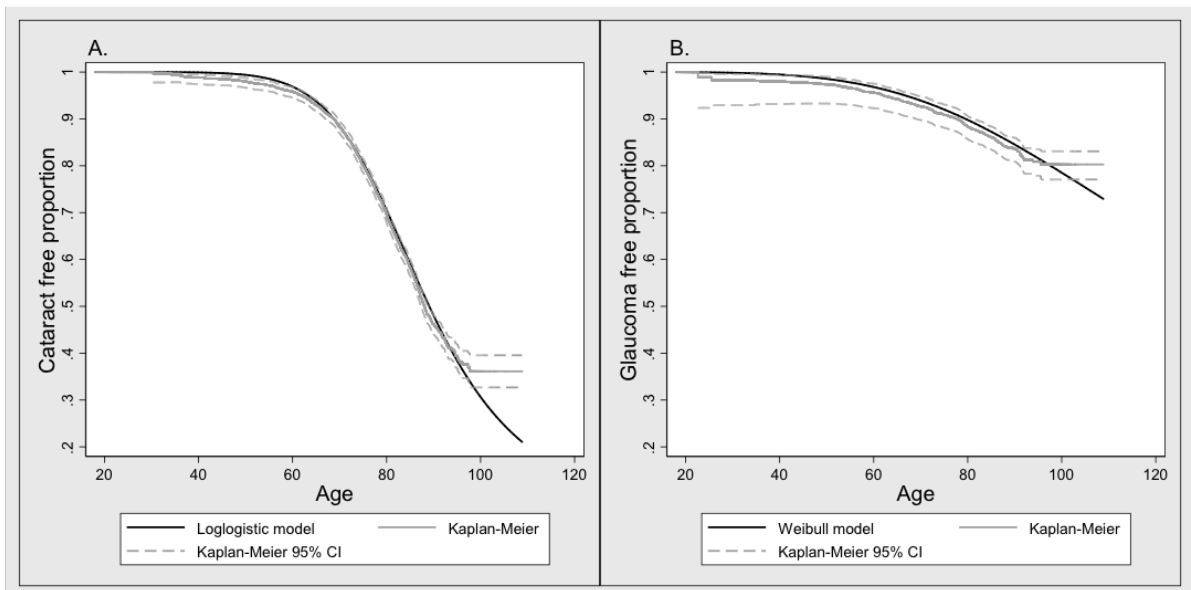 A.
Cataract free proportion
1
.9
.8
.7
.6
.5
.4
.3
.2
20 40 60 80 100 120
Age
Loglogistic model Kaplan-Meier
Kaplan-Meier 95% CI
B.
Glaucoma free proportion
1
.9
.8
.7
.6
.5
.4
.3
.2
20 40 60 80 100 120
Age
Weibull model Kaplan-Meier
Kaplan-Meier 95% CI